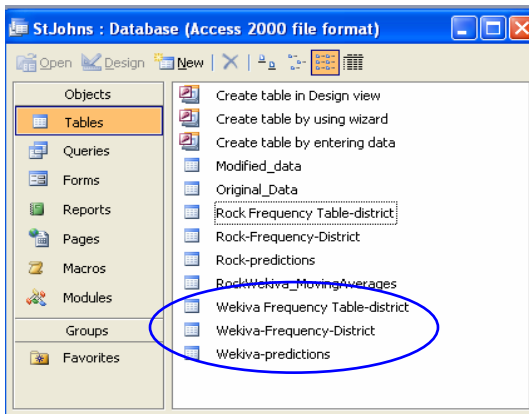 StJohns : Database (Access 2000 file format)
Open Design New
Objects
Tables
Queries
Forms
Reports
Pages
Macros
Modules
Groups
Favorites
Create table in Design view
Create table by using wizard
Create table by entering data
Modified_data
Original_Data
Rock Frequency Table-district
Rock-Frequency-District
Rock-predictions
RockWekiva_MovingAverages
Wekiva Frequency Table-district
Wekiva-Frequency-District
Wekiva-predictions